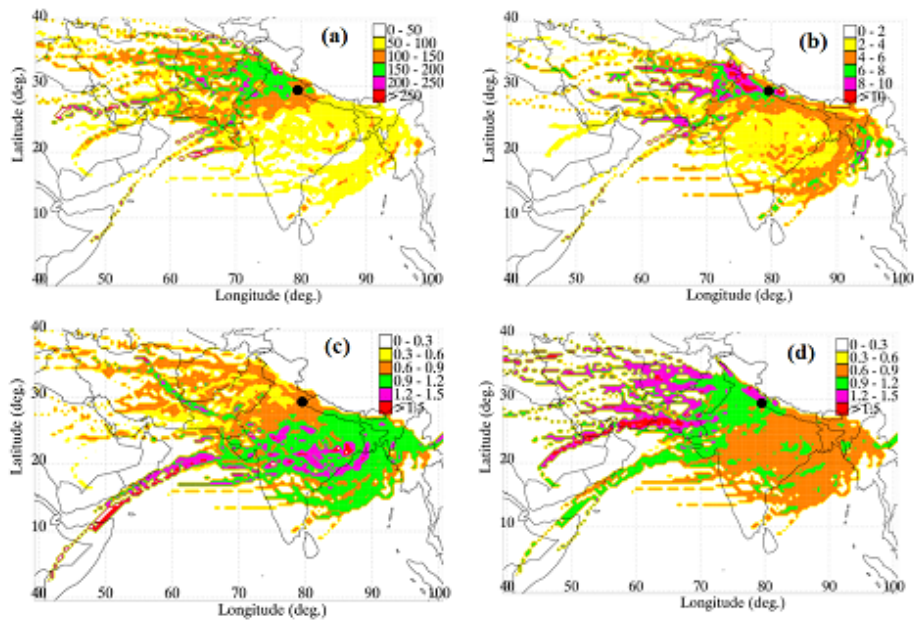 40
(a)
0 - 50
50 - 100
100 - 150
150 - 200
200 - 250
>250
30
20
10
Latitude (deg.)
40 50 60 70 80 90 100
Longitude (deg.)
40
(b)
0 - 2
2 - 4
4 - 6
6 - 8
8 - 10
>10
30
20
10
Latitude (deg.)
40 50 60 70 80 90 100
Longitude (deg.)
40
(c)
0 - 0.3
0.3 - 0.6
0.6 - 0.9
0.9 - 1.2
1.2 - 1.5
>1.5
30
20
10
Latitude (deg.)
40 50 60 70 80 90 100
Longitude (deg.)
40
(d)
0 - 0.3
0.3 - 0.6
0.6 - 0.9
0.9 - 1.2
1.2 - 1.5
>1.5
30
20
10
Latitude (deg.)
40 50 60 70 80 90 100
Longitude (deg.)